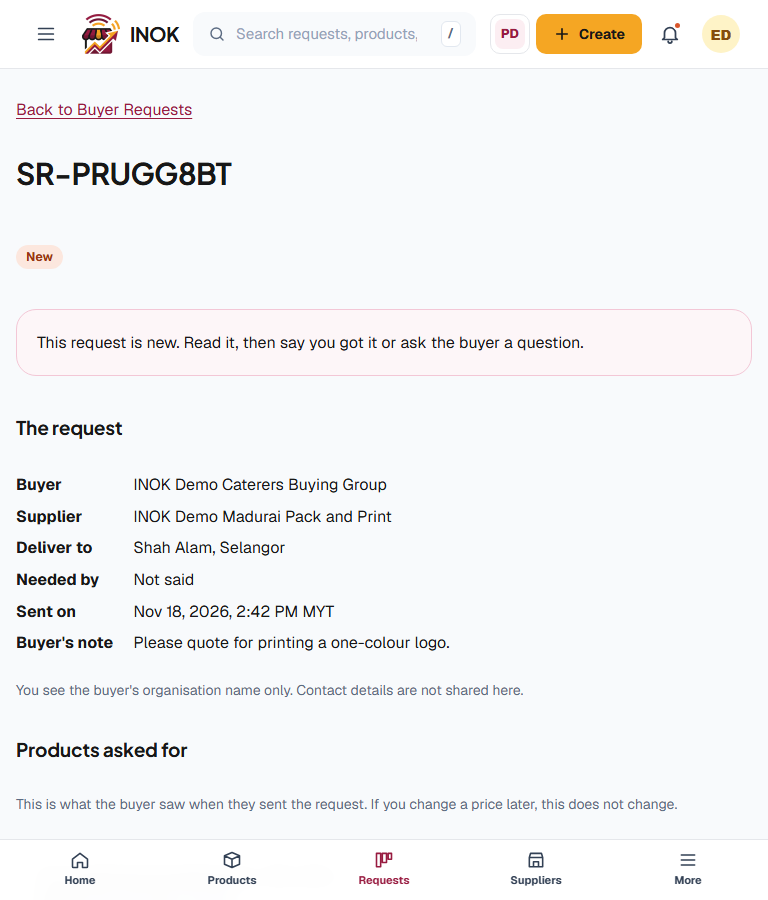 INOK
Search requests, products,
/
PD
+ Create
ED
Back to Buyer Requests
SR-PRUGG8BT
New
This request is new. Read it, then say you got it or ask the buyer a question.
The request
Buyer INOK Demo Caterers Buying Group
Supplier INOK Demo Madurai Pack and Print
Deliver to Shah Alam, Selangor
Needed by Not said
Sent on Nov 18, 2026, 2:42 PM MYT
Buyer's note Please quote for printing a one-colour logo.
You see the buyer's organisation name only. Contact details are not shared here.
Products asked for
This is what the buyer saw when they sent the request. If you change a price later, this does not change.
Home Products Requests Suppliers More